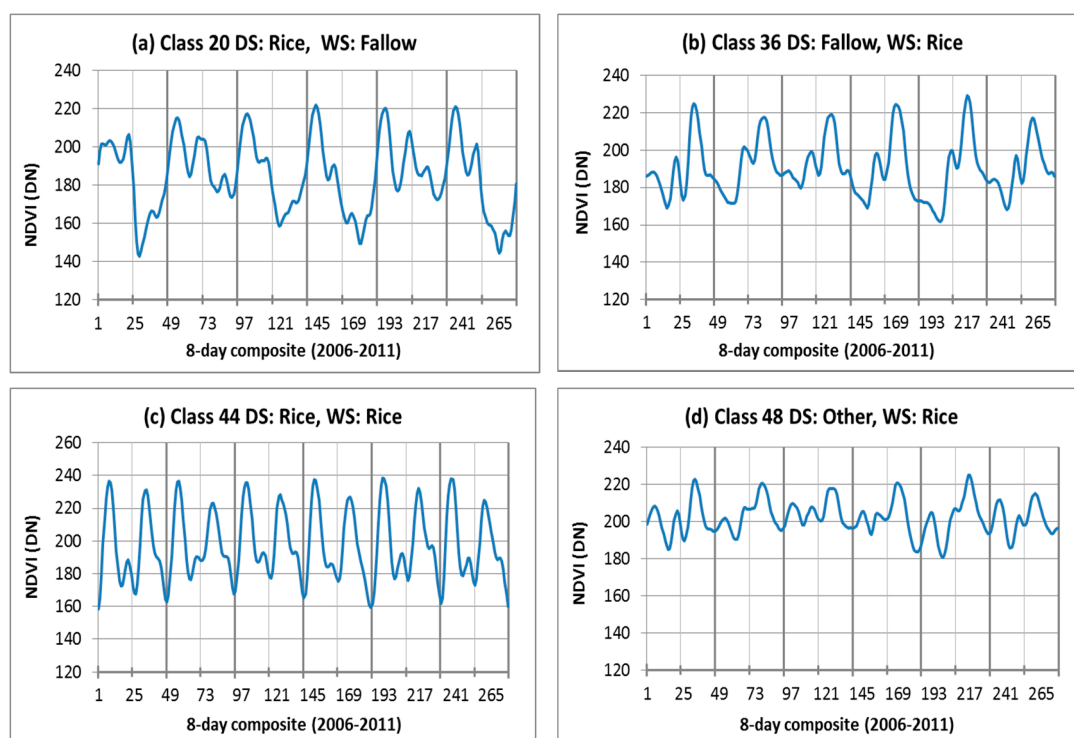 (a) Class 20 DS: Rice, WS: Fallow
NDVI (DN)
240
220
200
180
160
140
120
1 25 49 73 97 121 145 169 193 217 241 265
8-day composite (2006-2011)
(b) Class 36 DS: Fallow, WS: Rice
NDVI (DN)
240
220
200
180
160
140
120
1 25 49 73 97 121 145 169 193 217 241 265
8-day composite (2006-2011)
(c) Class 44 DS: Rice, WS: Rice
NDVI (DN)
260
240
220
200
180
160
140
120
1 25 49 73 97 121 145 169 193 217 241 265
8-day composite (2006-2011)
(d) Class 48 DS: Other, WS: Rice
NDVI (DN)
240
220
200
180
160
140
120
1 25 49 73 97 121 145 169 193 217 241 265
8-day composite (2006-2011)